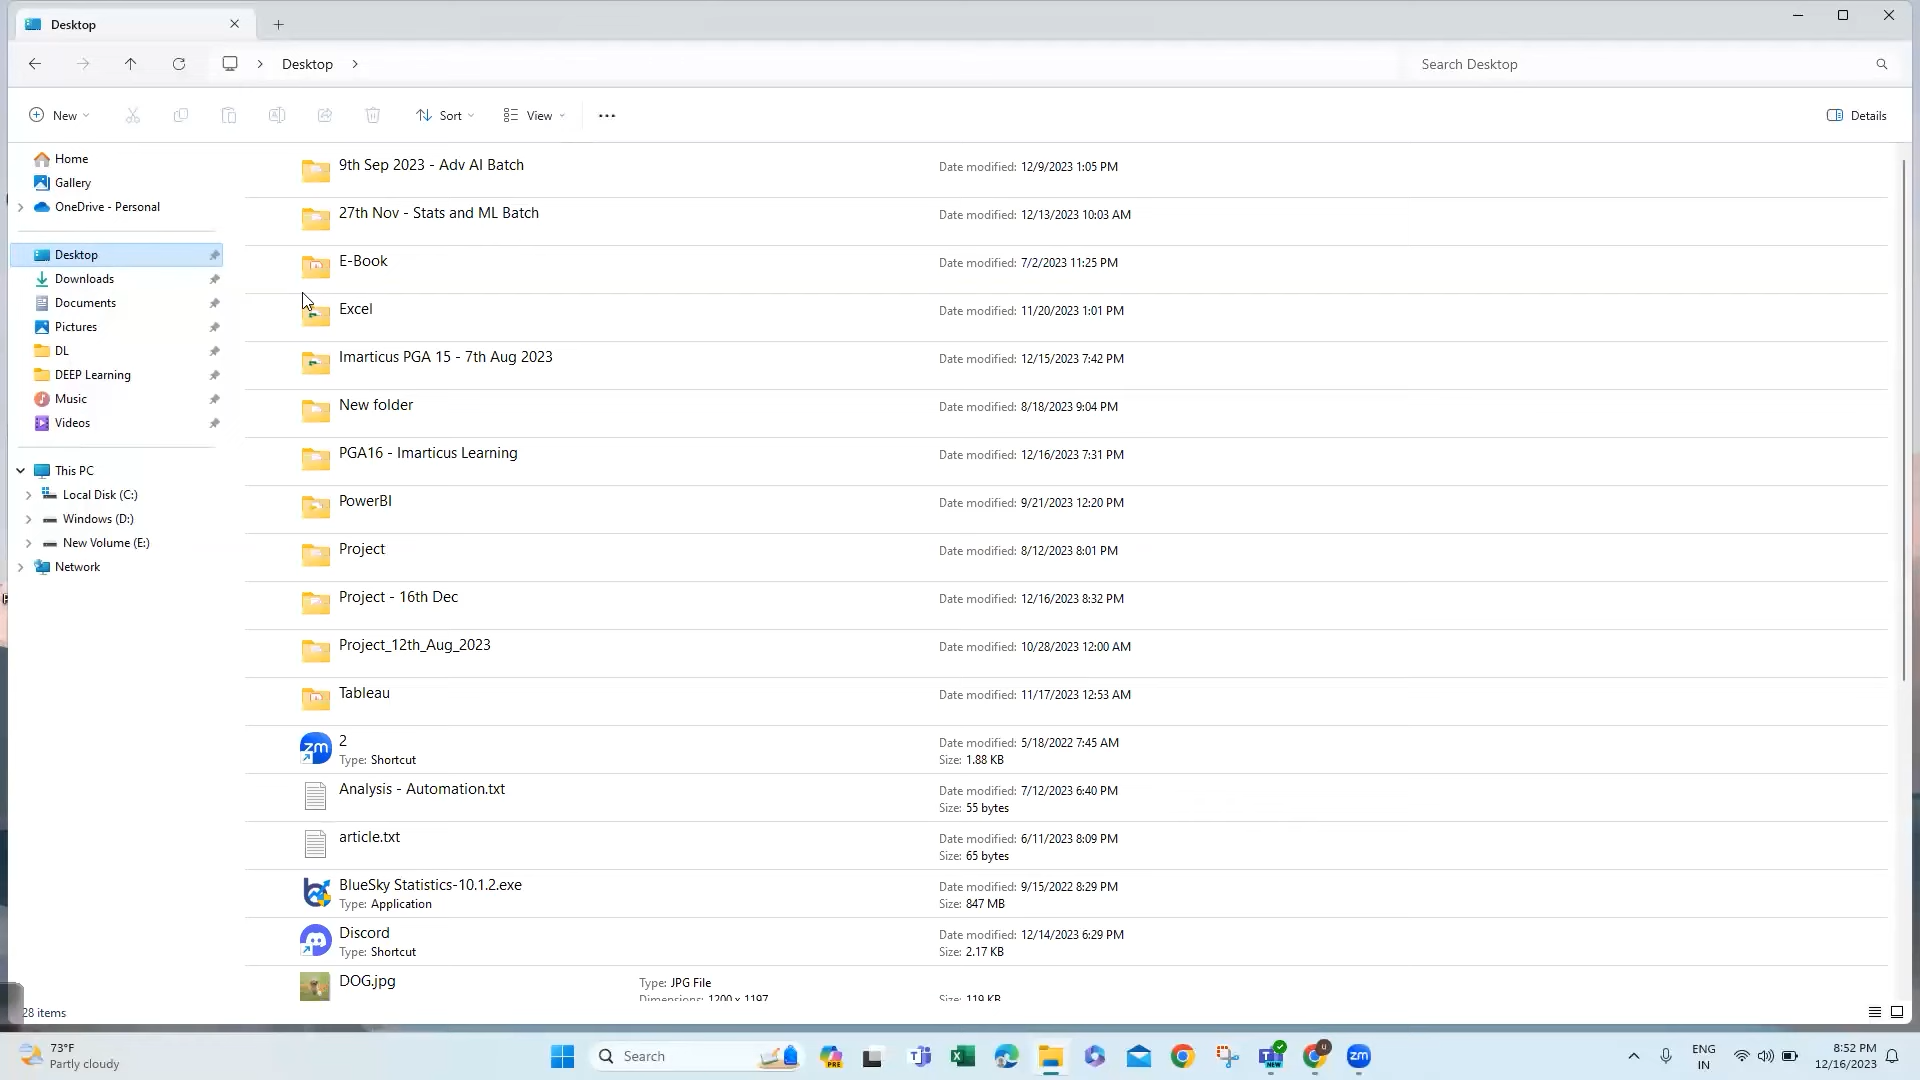 Desktop
Desktop
Search Desktop
New
Sort
View
Details
Home
Gallery
OneDrive - Personal
Desktop
Downloads
Documents
Pictures
DL
DEEP Learning
Music
Videos
This PC
Local Disk (C:)
Windows (D:)
New Volume (E:)
Network
9th Sep 2023 - Adv AI Batch Date modified: 12/9/2023 1:05 PM
27th Nov - Stats and ML Batch Date modified: 12/13/2023 10:03 AM
E-Book Date modified: 7/2/2023 11:25 PM
Excel Date modified: 11/20/2023 1:01 PM
Imarticus PGA 15 - 7th Aug 2023 Date modified: 12/15/2023 7:42 PM
New folder Date modified: 8/18/2023 9:04 PM
PGA16 - Imarticus Learning Date modified: 12/16/2023 7:31 PM
PowerBI Date modified: 9/21/2023 12:20 PM
Project Date modified: 8/12/2023 8:01 PM
Project - 16th Dec Date modified: 12/16/2023 8:32 PM
Project_12th_Aug_2023 Date modified: 10/28/2023 12:00 AM
Tableau Date modified: 11/17/2023 12:53 AM
zm
2 Date modified: 5/18/2022 7:45 AM
Type: Shortcut Size: 1.88 KB
Analysis - Automation.txt Date modified: 7/12/2023 6:40 PM
Size: 55 bytes
article.txt Date modified: 6/11/2023 8:09 PM
Size: 65 bytes
BlueSky Statistics-10.1.2.exe Date modified: 9/15/2022 8:29 PM
Type: Application Size: 847 MB
Discord Date modified: 12/14/2023 6:29 PM
Type: Shortcut Size: 2.17 KB
DOG.jpg Type: JPG File
Dimensions: 1200 x 1197 Size: 119 KB
28 items
73°F
Partly cloudy
Search
PRE
NEW
zm
ENG
IN
8:52 PM
12/16/2023